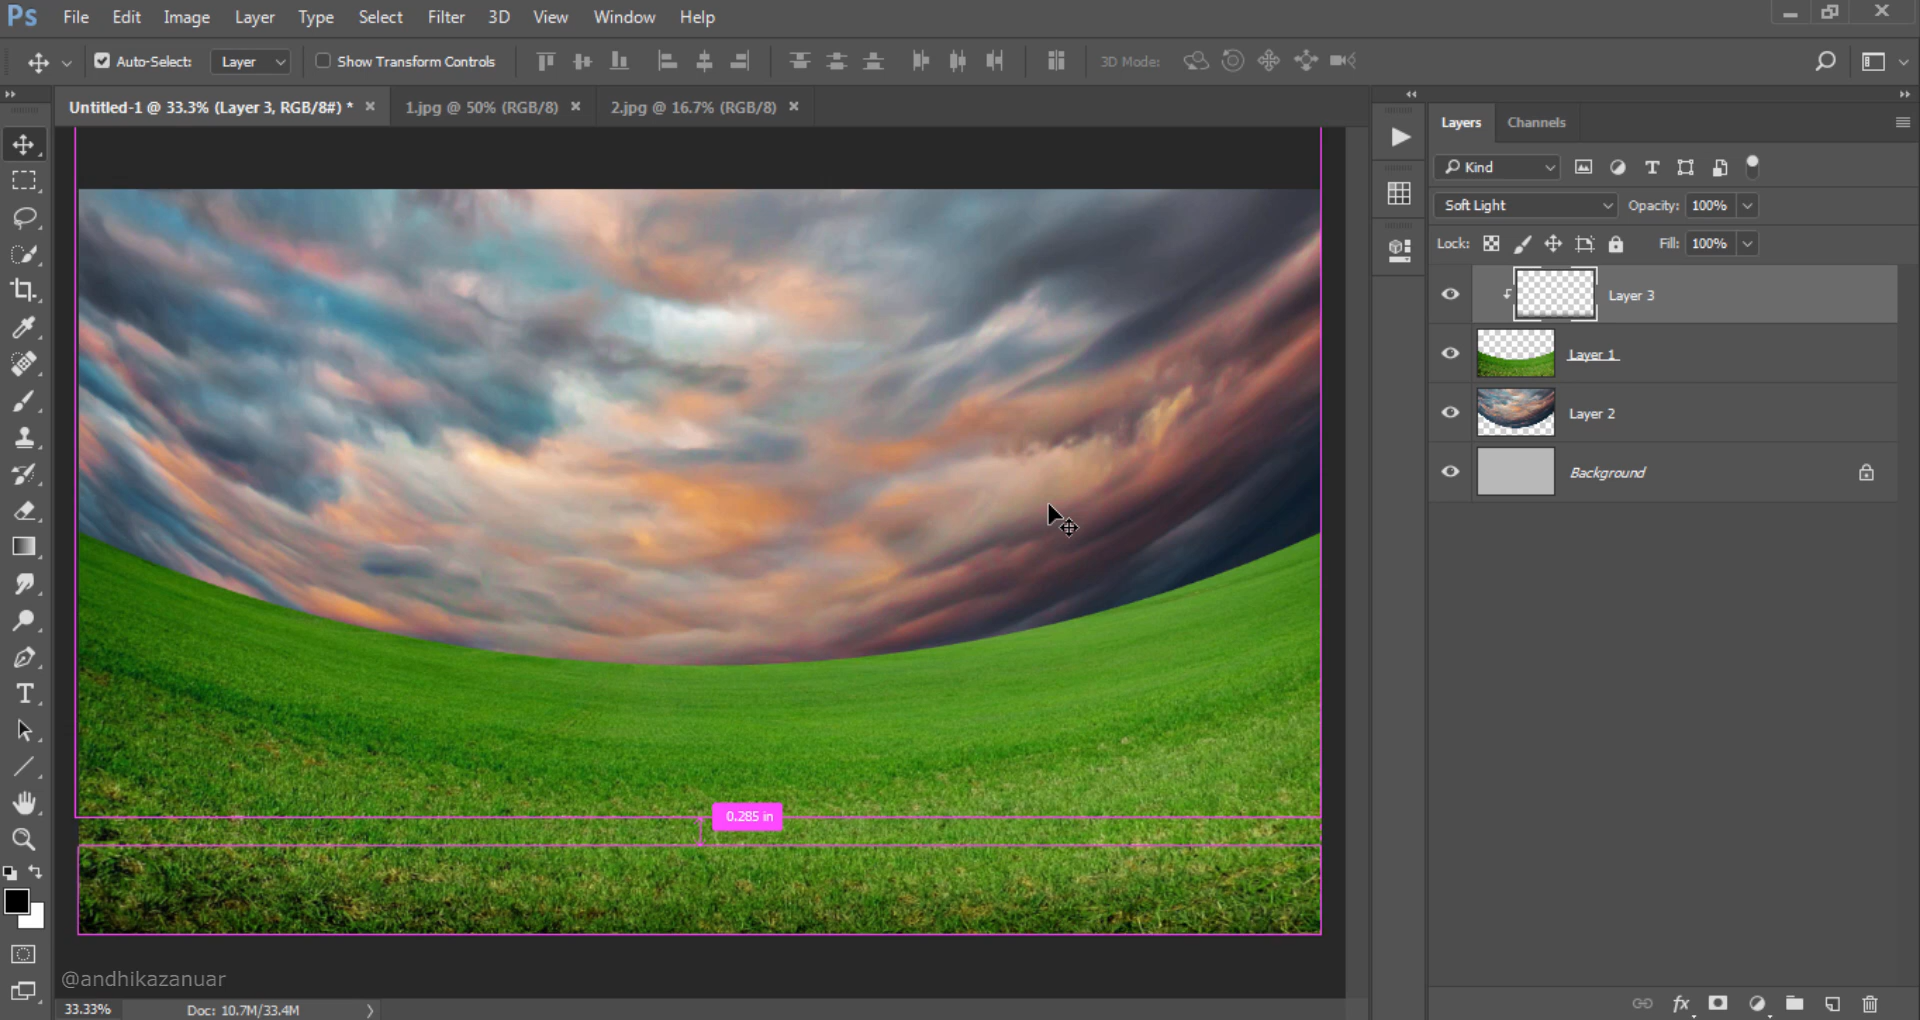 Ps File Edit Image Layer Type Select Filter 3D View Window Help
Auto-Select: Layer Show Transform Controls 3D Mode:
Untitled-1 @ 33.3% (Layer 3, RGB/8#) * 1.jpg @ 50% (RGB/8) 2.jpg @ 16.7% (RGB/8)
Layers Channels
Kind
Soft Light Opacity: 100%
Lock: Fill: 100%
Layer 3
Layer 1
Layer 2
Background
0.285 in
@andhikazanuar
33.33% Doc: 10.7M/33.4M